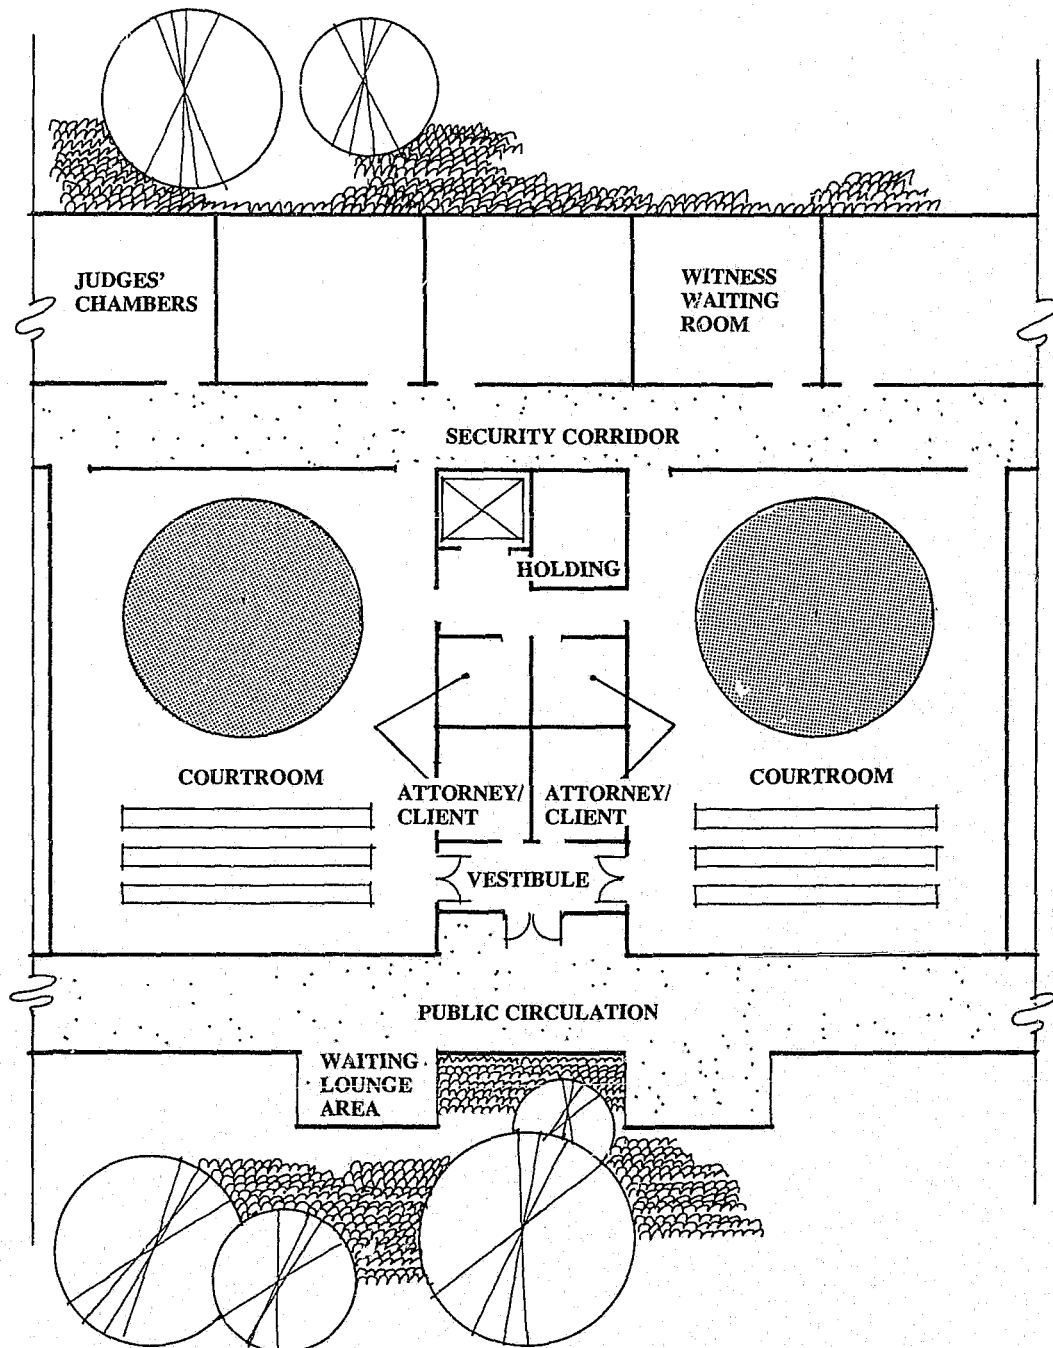 JUDGES'
CHAMBERS
WITNESS
WAITING
ROOM
SECURITY CORRIDOR
HOLDING
COURTROOM
COURTROOM
ATTORNEY/
CLIENT
ATTORNEY/
CLIENT
VESTIBULE
PUBLIC CIRCULATION
WAITING
LOUNGE
AREA